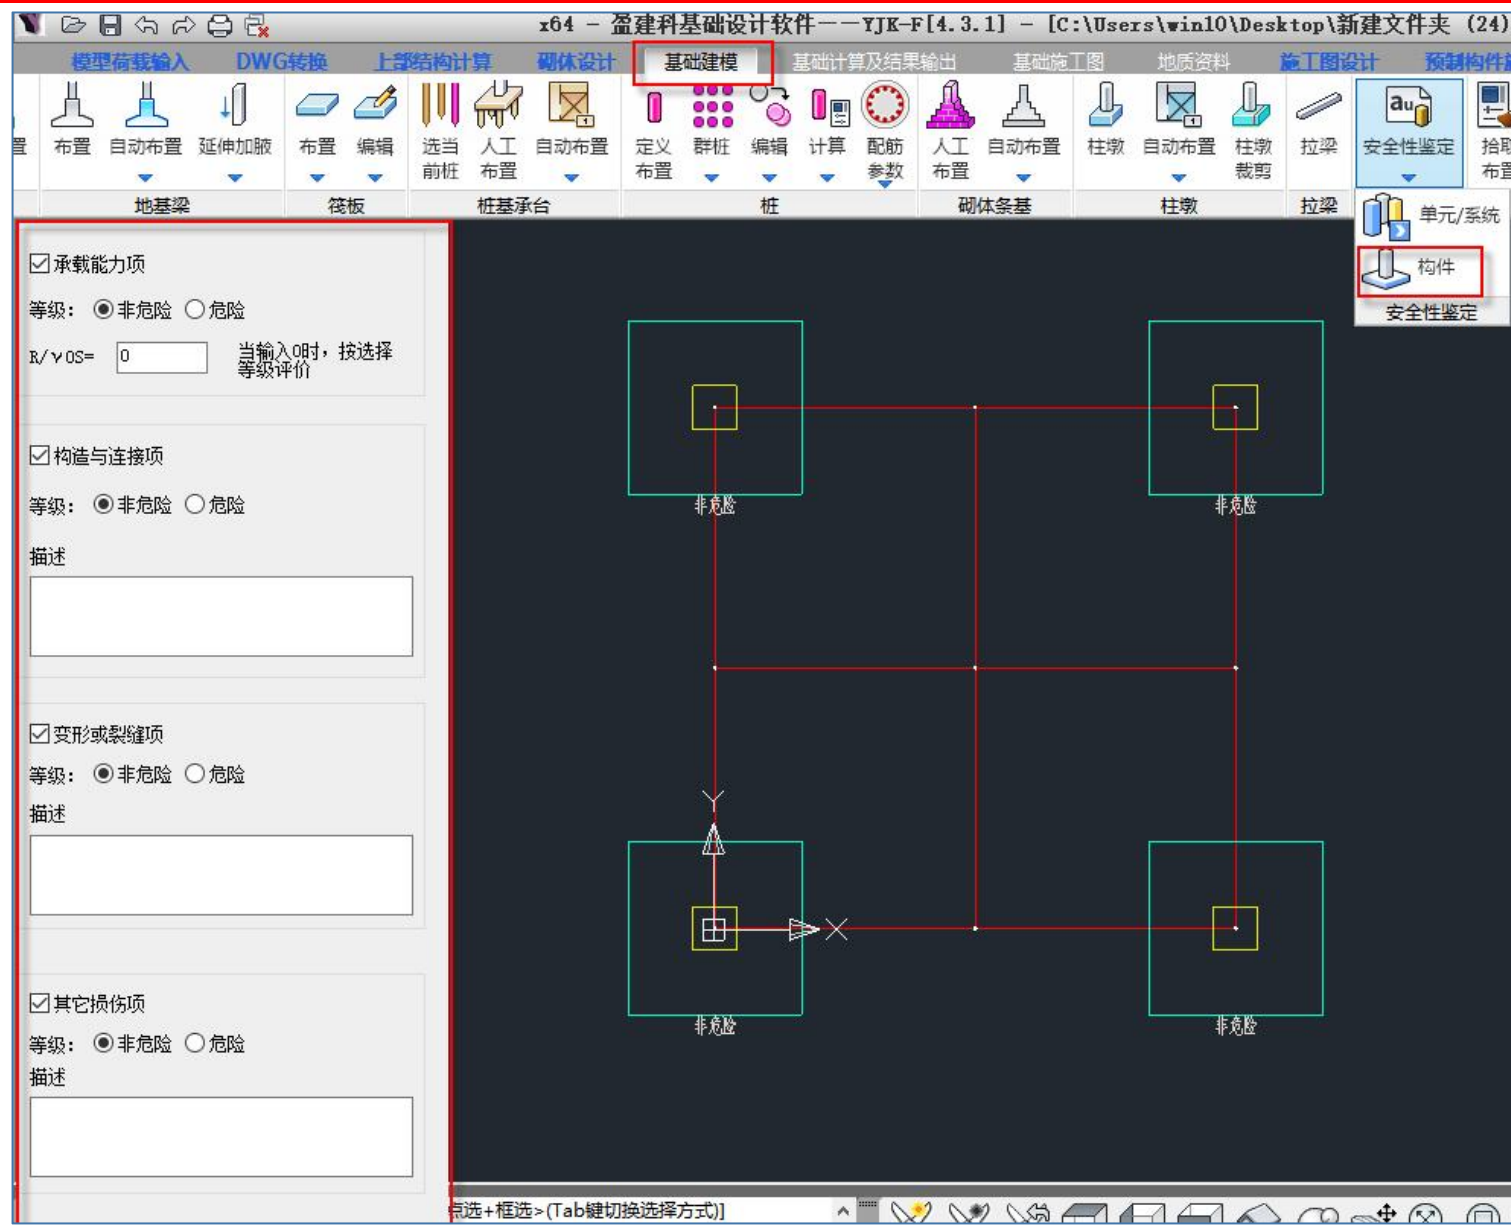 x64 - 盈建科基础设计软件——YJK-F[4.3.1] - [C:\Users\win10\Desktop\新建文件夹 (24)
模型荷载输入 DWG转换 上部结构计算 砌体设计 基础建模 基础计算及结果输出 基础施工图 地质资料 施工图设计 预制构件施
置 布置 自动布置 延伸加腋 布置 编辑 选当前桩 人工布置 自动布置 定义布置 群桩 编辑 计算 配筋参数 人工布置 自动布置 柱墩 自动布置 柱墩裁剪 拉梁 安全性鉴定 拾取布置
地基梁 筏板 桩基承台 桩 砌体条基 柱墩 拉梁
单元/系统
构件
安全性鉴定
承载能力项
等级: 非危险 危险
R/γ0S= 0 当输入0时,按选择
等级评价
构造与连接项
等级: 非危险 危险
描述
变形或裂缝项
等级: 非危险 危险
描述
其它损伤项
等级: 非危险 危险
描述
非危险 非危险
Y
X
非危险 非危险
点选+框选>(Tab键切换选择方式)]